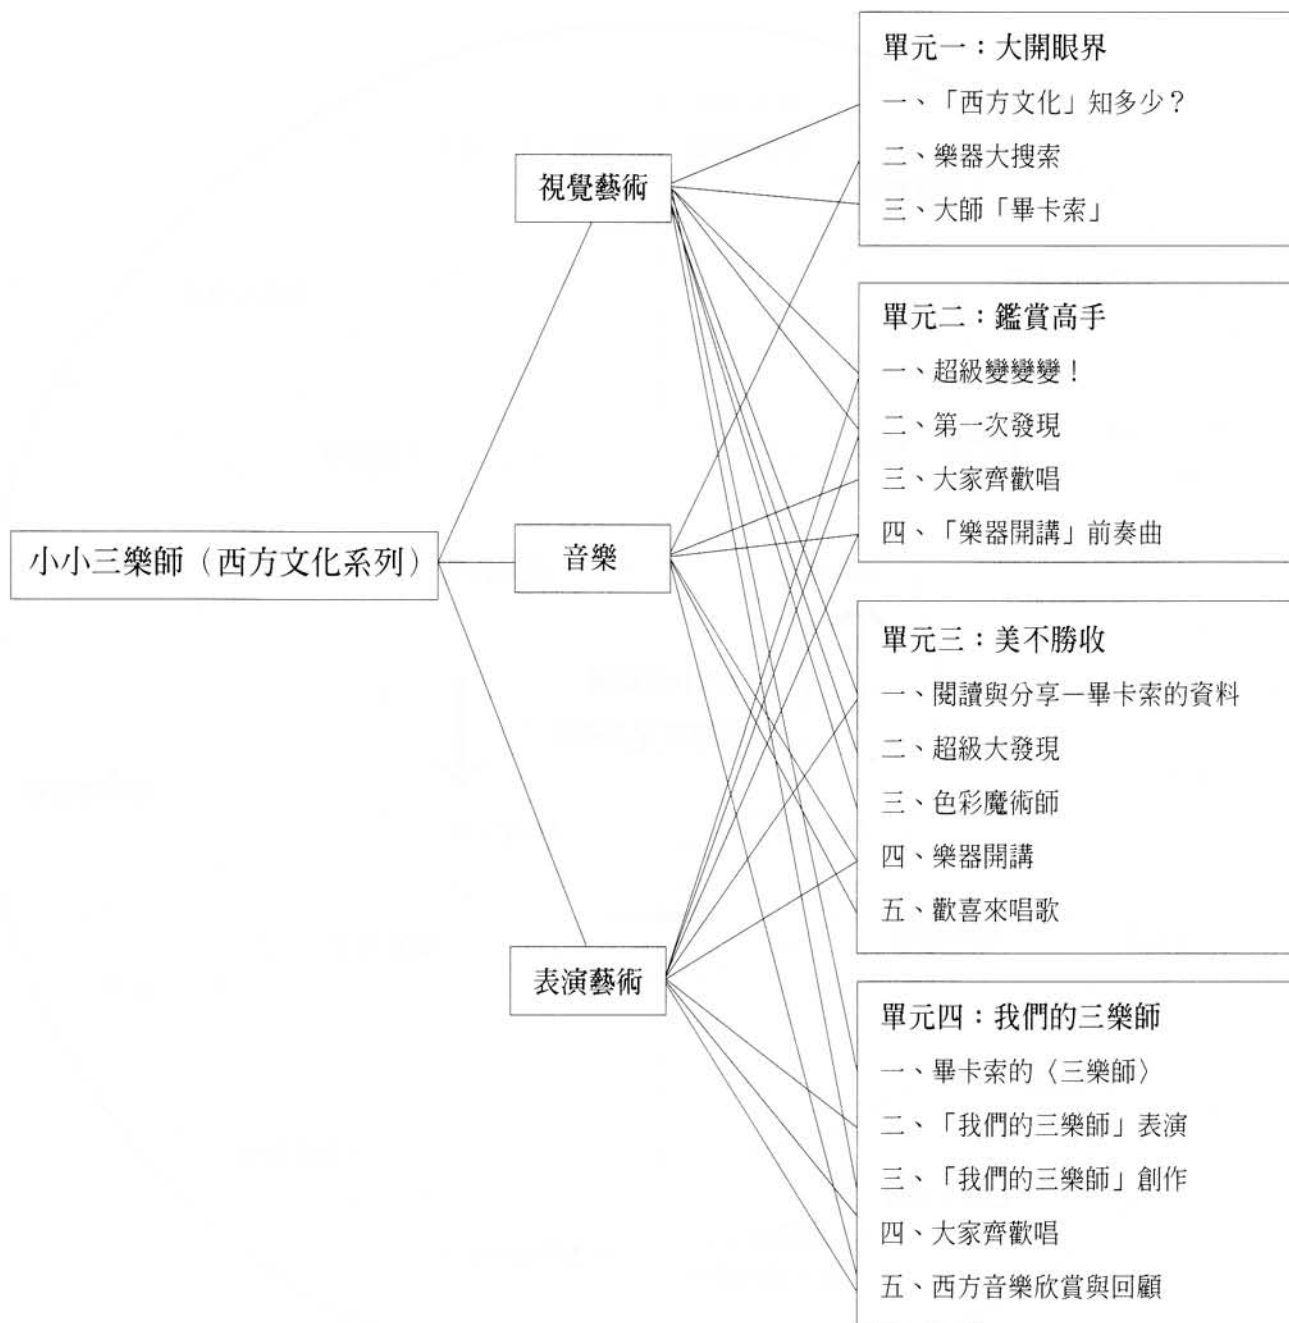 小小三樂師（西方文化系列）
視覺藝術
音樂
表演藝術
單元一：大開眼界
一、「西方文化」知多少？
二、樂器大搜索
三、大師「畢卡索」
單元二：鑑賞高手
一、超級變變變！
二、第一次發現
三、大家齊歡唱
四、「樂器開講」前奏曲
單元三：美不勝收
一、閱讀與分享－畢卡索的資料
二、超級大發現
三、色彩魔術師
四、樂器開講
五、歡喜來唱歌
單元四：我們的三樂師
一、畢卡索的〈三樂師〉
二、「我們的三樂師」表演
三、「我們的三樂師」創作
四、大家齊歡唱
五、西方音樂欣賞與回顧